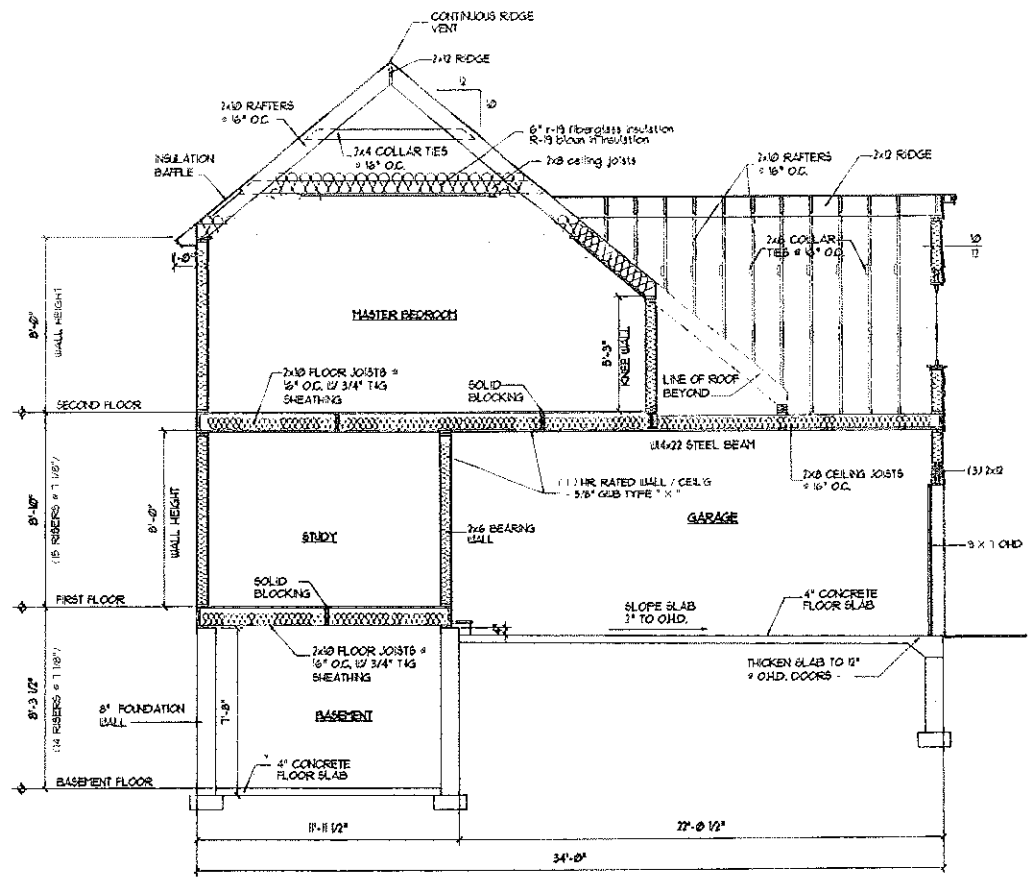 CONTINUOUS RIDGE
VENT
2x12 RIDGE
12
10
2x10 RAFTERS
@ 16" O.C.
6" r-19 fiberglass insulation
R-19 blown in insulation
2x4 COLLAR TIES
@ 16" O.C.
2x8 ceiling joists
INSULATION
BAFFLE
2x10 RAFTERS
@ 16" O.C.
2x12 RIDGE
2x6 COLLAR
TIES @ 16" O.C.
10
12
1'-0"
8'-0"
WALL HEIGHT
MASTER BEDROOM
5'-3"
KNEE WALL
2x10 FLOOR JOISTS @
16" O.C. W/ 3/4" T&G
SHEATHING
SOLID
BLOCKING
LINE OF ROOF
BEYOND
SECOND FLOOR
W14x22 STEEL BEAM
2X8 CEILING JOISTS
@ 16" O.C.
(3) 2x12
(1) HR RATED WALL / CEIL'G
- 5/8" GWB TYPE "X"
8'-10"
(15 RISERS @ 7 1/8")
8'-0"
WALL HEIGHT
STUDY
2x6 BEARING
WALL
GARAGE
9 X 7 OHD
SOLID
BLOCKING
FIRST FLOOR
SLOPE SLAB
3" TO O.H.D.
4" CONCRETE
FLOOR SLAB
2x10 FLOOR JOISTS @
16" O.C. W/ 3/4" T&G
SHEATHING
THICKEN SLAB TO 12"
@ O.H.D. DOORS
8'-3 1/2"
(14 RISERS @ 7 1/8")
8" FOUNDATION
WALL
7'-8"
BASEMENT
4" CONCRETE
FLOOR SLAB
BASEMENT FLOOR
11'-11 1/2"
22'-0 1/2"
34'-0"